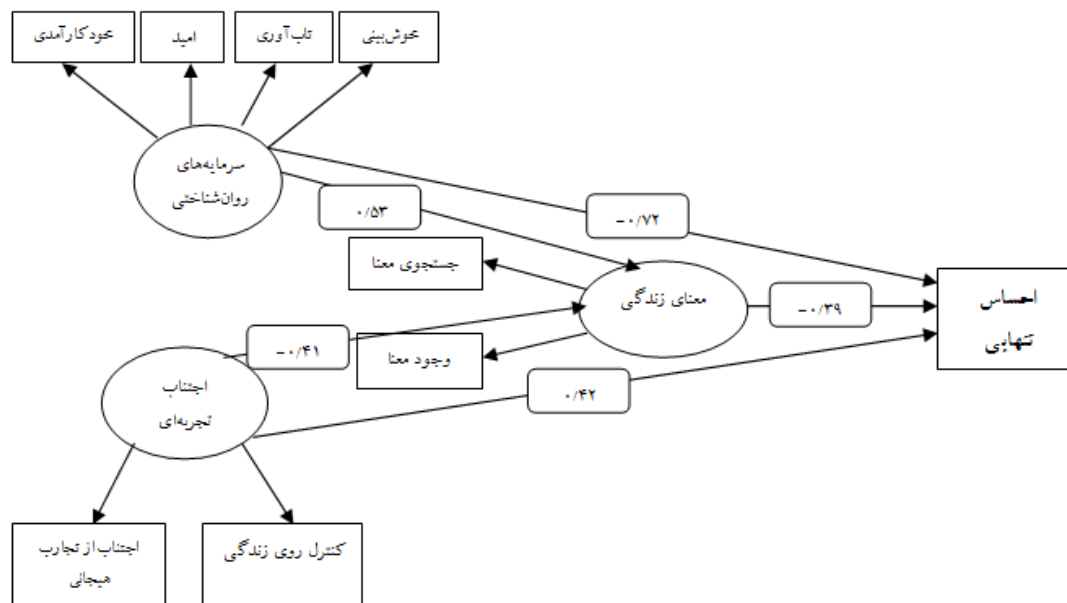 خوش‌بینی
تاب‌آوری
امید
خودکارآمدی
سرمایه‌های
روان‌شناختی
۰/۵۳
-۰/۷۲
جستجوی معنا
معنای زندگی
احساس
تنهایی
-۰/۳۹
-۰/۴۱
وجود معنا
اجتناب
تجربه‌ای
۰/۴۲
کنترل روی زندگی
اجتناب از تجارب
هیجانی